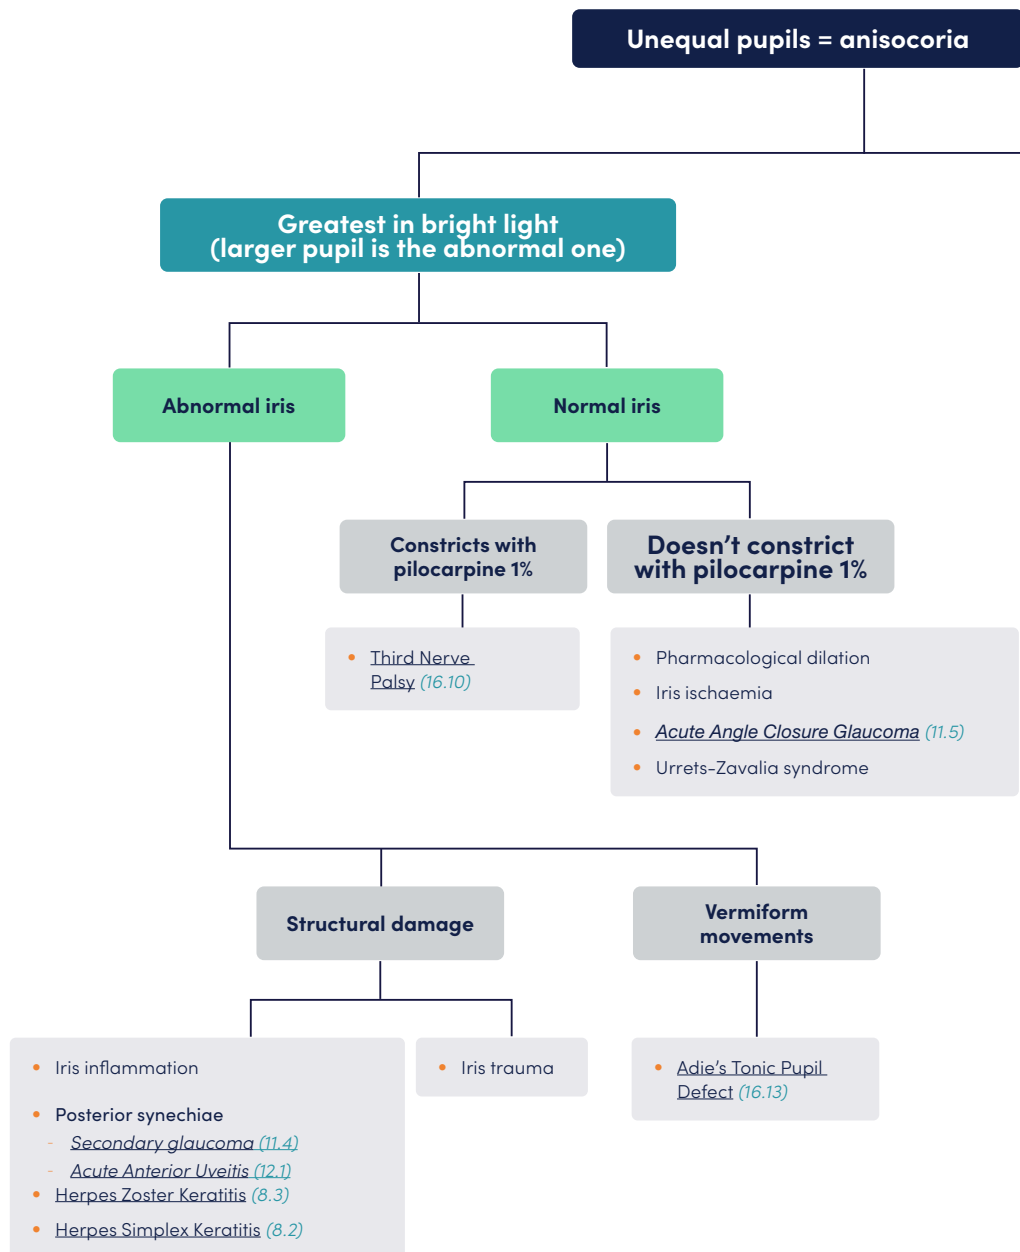 Unequal pupils = anisocoria
Greatest in bright light
(larger pupil is the abnormal one)
Abnormal iris
Normal iris
Constricts with
pilocarpine 1%
Doesn't constrict
with pilocarpine 1%
• Third Nerve
Palsy (16.10)
• Pharmacological dilation
• Iris ischaemia
• Acute Angle Closure Glaucoma (11.5)
• Urrets-Zavalia syndrome
Structural damage
Vermiform
movements
• Iris inflammation
• Posterior synechiae
- Secondary glaucoma (11.4)
- Acute Anterior Uveitis (12.1)
• Herpes Zoster Keratitis (8.3)
• Herpes Simplex Keratitis (8.2)
• Iris trauma
• Adie's Tonic Pupil
Defect (16.13)